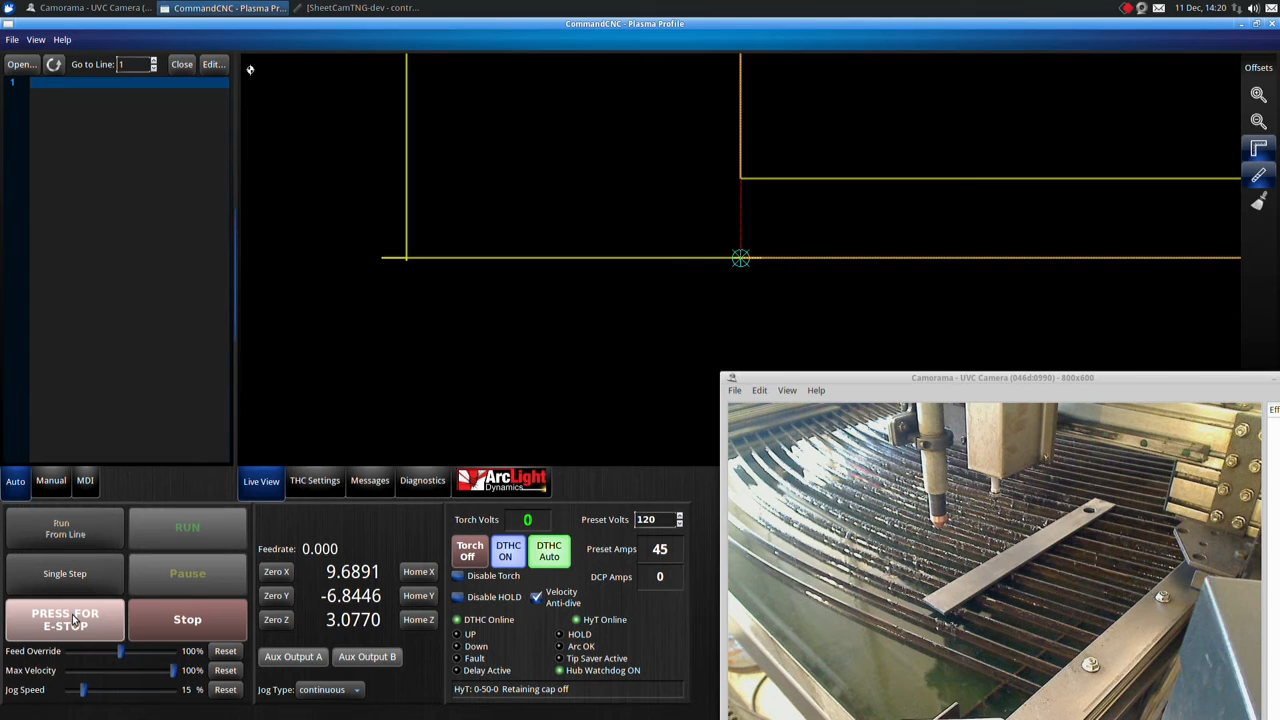 Camorama - UVC Camera (...
CommandCNC - Plasma Pr...
[SheetCamTNG-dev - contr...
11 Dec, 14:20
CommandCNC - Plasma Profile
File View Help
Open... Go to Line: 1 Close Edit...
Offsets
1
Camorama - UVC Camera (046d:0990) - 800x600
File Edit View Help
Eff
Auto Manual MDI
Live View THC Settings Messages Diagnostics
ArcLight
Dynamics
Run
From Line
RUN
Single Step
Pause
PRESS FOR
E-STOP
Stop
Feed Override 100% Reset
Max Velocity 100% Reset
Jog Speed 15 % Reset
Feedrate: 0.000
Zero X 9.6891 Home X
Zero Y -6.8446 Home Y
Zero Z 3.0770 Home Z
Aux Output A Aux Output B
Jog Type: continuous
Torch Volts 0 Preset Volts 120
Torch
Off
DTHC
ON
DTHC
Auto
Preset Amps 45
DCP Amps 0
Disable Torch
Disable HOLD
Velocity
Anti-dive
DTHC Online HyT Online
UP HOLD
Down Arc OK
Fault Tip Saver Active
Delay Active Hub Watchdog ON
HyT: 0-50-0 Retaining cap off